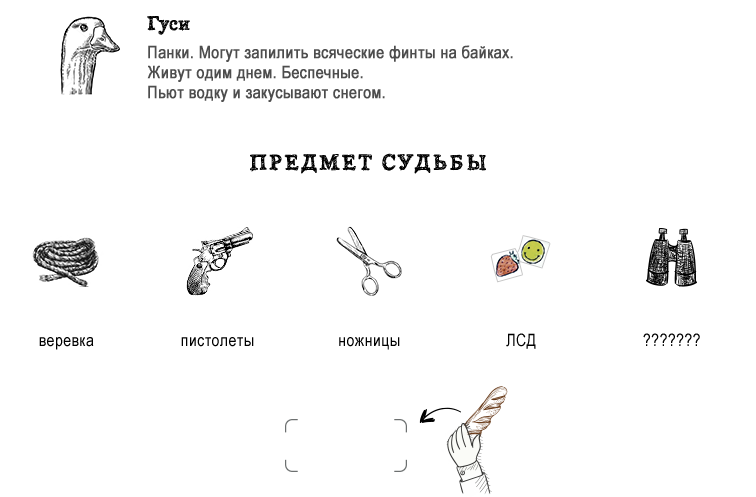 Гуси
Панки. Могут запилить всяческие финты на байках.
Живут одим днем. Беспечные.
Пьют водку и закусывают снегом.
ПРЕДМЕТ СУДЬБЫ
веревка
пистолеты
ножницы
ЛСД
???????